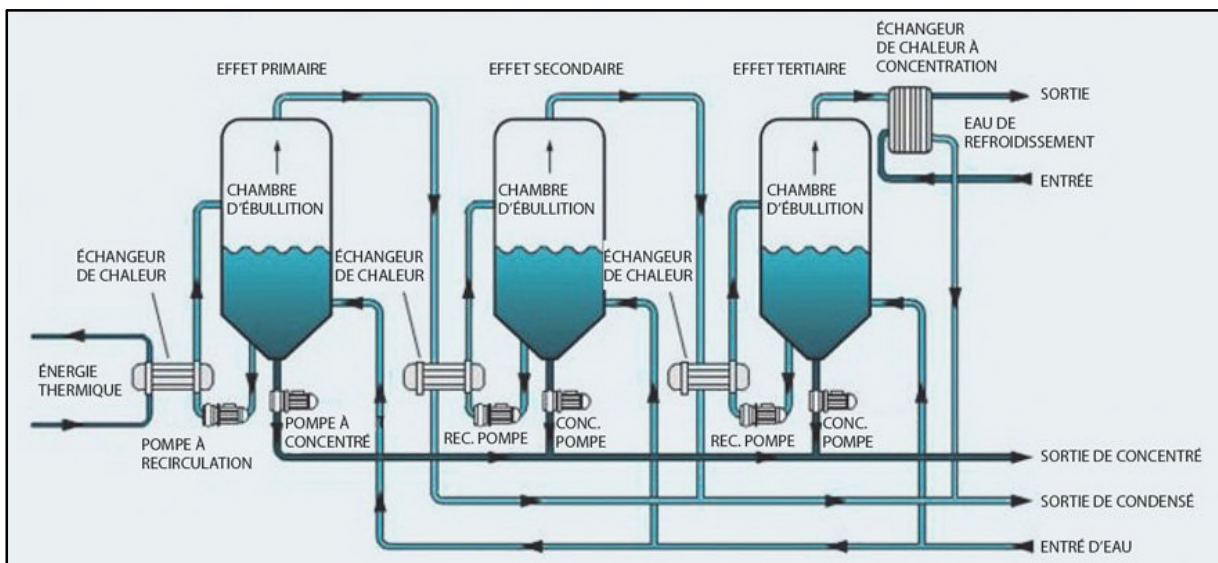 ÉCHANGEUR
DE CHALEUR À
CONCENTRATION
EFFET PRIMAIRE
EFFET SECONDAIRE
EFFET TERTIAIRE
SORTIE
EAU DE
REFROIDISSEMENT
ENTRÉE
CHAMBRE
D'ÉBULLITION
CHAMBRE
D'ÉBULLITION
CHAMBRE
D'ÉBULLITION
ÉCHANGEUR
DE CHALEUR
ÉCHANGEUR
DE CHALEUR
ÉCHANGEUR
DE CHALEUR
ÉNERGIE
THERMIQUE
POMPE À
RECIRCULATION
POMPE À
CONCENTRÉ
REC. POMPE
CONC.
POMPE
REC. POMPE
CONC.
POMPE
SORTIE DE CONCENTRÉ
SORTIE DE CONDENSÉ
ENTRÉ D'EAU